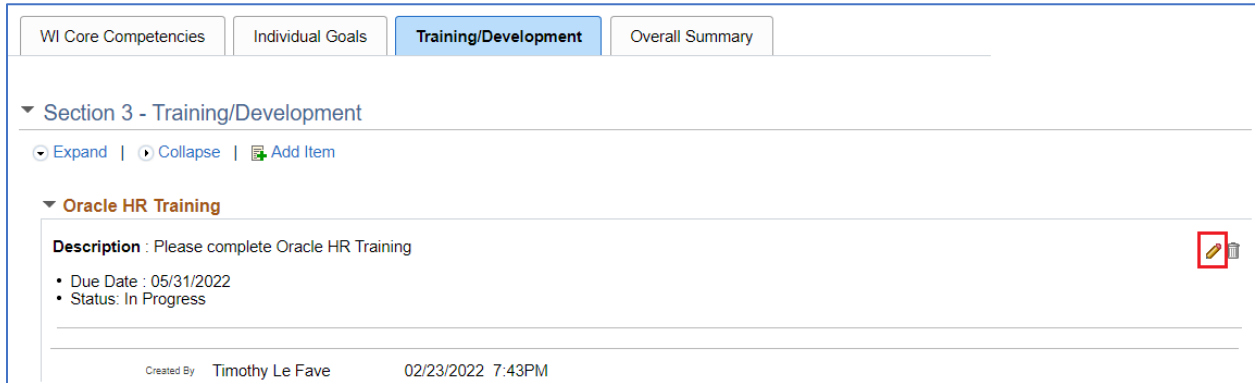 WI Core Competencies Individual Goals Training/Development Overall Summary
Section 3 - Training/Development
Expand | Collapse | Add Item
Oracle HR Training
Description : Please complete Oracle HR Training
• Due Date : 05/31/2022
• Status: In Progress
Created By Timothy Le Fave 02/23/2022 7:43PM